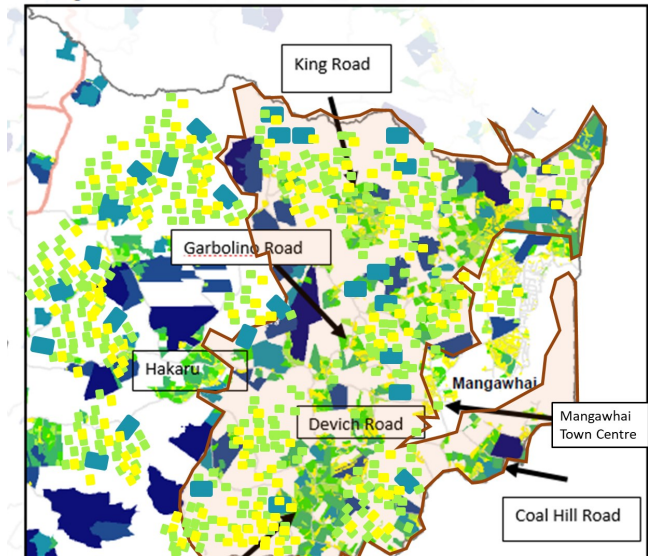 King Road
Garbolino Road
Hakaru
Mangawhai
Devich Road
Mangawhai
Town Centre
Coal Hill Road